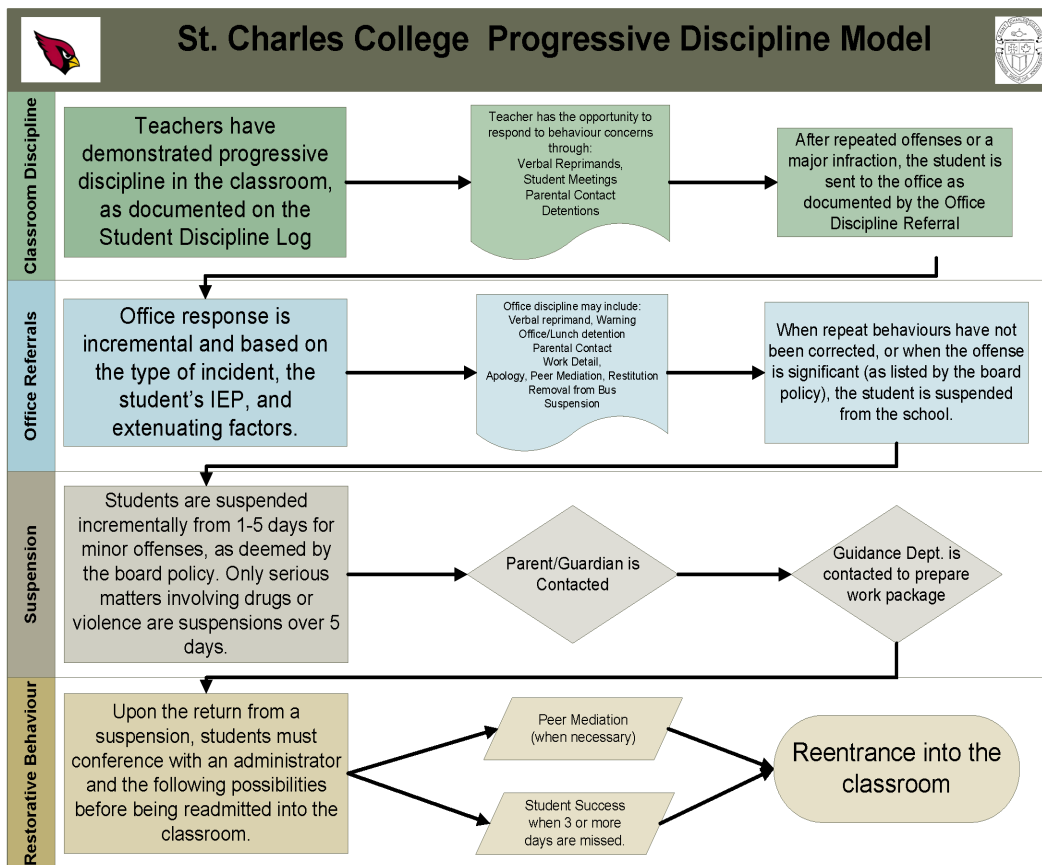 St. Charles College Progressive Discipline Model
Classroom Discipline
Teachers have
demonstrated progressive
discipline in the classroom,
as documented on the
Student Discipline Log
Teacher has the opportunity to
respond to behaviour concerns
through:
Verbal Reprimands,
Student Meetings
Parental Contact
Detentions
After repeated offenses or a
major infraction, the student is
sent to the office as
documented by the Office
Discipline Referral
Office Referrals
Office response is
incremental and based on
the type of incident, the
student's IEP, and
extenuating factors.
Office discipline may include:
Verbal reprimand, Warning
Office/Lunch detention
Parental Contact
Work Detail,
Apology, Peer Mediation, Restitution
Removal from Bus
Suspension
When repeat behaviours have not
been corrected, or when the offense
is significant (as listed by the board
policy), the student is suspended
from the school.
Suspension
Students are suspended
incrementally from 1-5 days for
minor offenses, as deemed by
the board policy. Only serious
matters involving drugs or
violence are suspensions over 5
days.
Parent/Guardian is
Contacted
Guidance Dept. is
contacted to prepare
work package
Restorative Behaviour
Upon the return from a
suspension, students must
conference with an administrator
and the following possibilities
before being readmitted into the
classroom.
Peer Mediation
(when necessary)
Student Success
when 3 or more
days are missed.
Reentrance into the
classroom